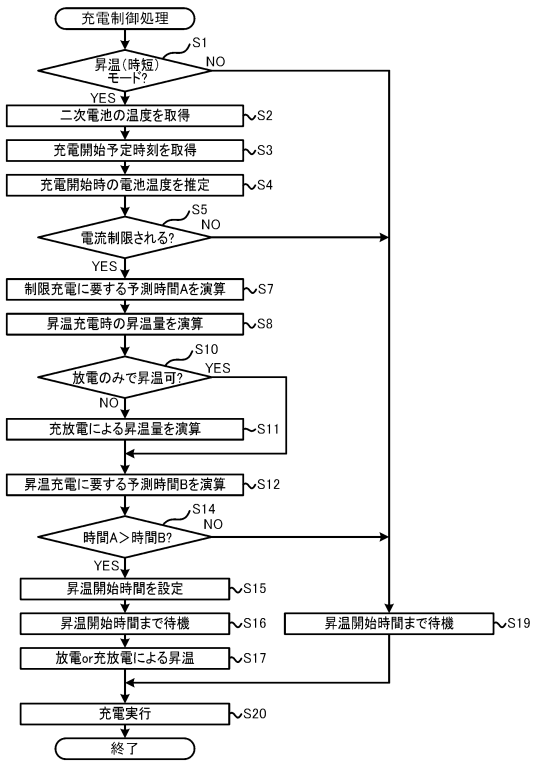 充電制御処理
S1
昇温(時短)
モード?
NO
YES
二次電池の温度を取得
S2
充電開始予定時刻を取得
S3
充電開始時の電池温度を推定
S4
S5
電流制限される?
NO
YES
制限充電に要する予測時間Aを演算
S7
昇温充電時の昇温量を演算
S8
S10
放電のみで昇温可?
YES
NO
充放電による昇温量を演算
S11
昇温充電に要する予測時間Bを演算
S12
S14
時間A>時間B?
NO
YES
昇温開始時間を設定
S15
昇温開始時間まで待機
S16
昇温開始時間まで待機
S19
放電or充放電による昇温
S17
充電実行
S20
終了